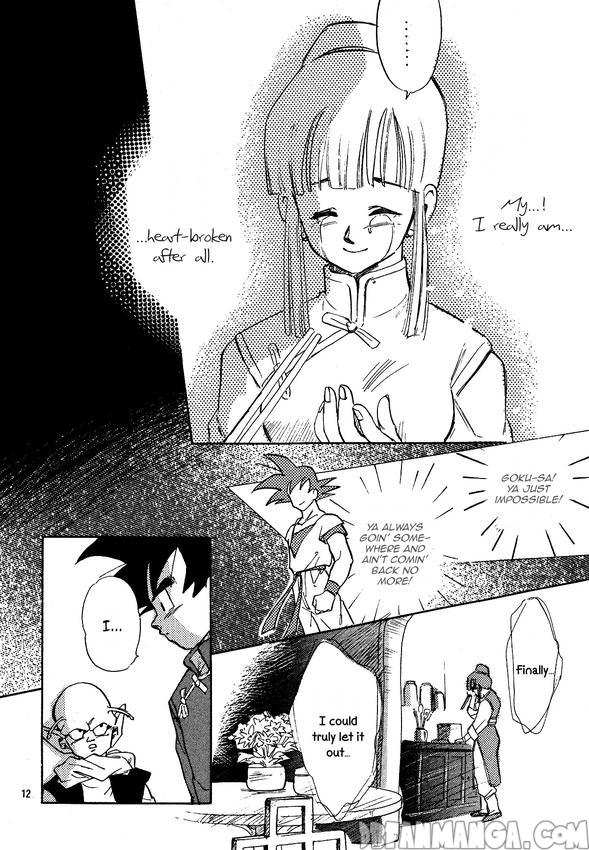 ......
My...!
I really am...
...heart-broken
after all.
GOKU-SA!
YA JUST
IMPOSSIBLE!
YA ALWAYS
GOIN' SOME-
WHERE AND
AIN'T COMIN'
BACK NO
MORE!
I...
Finally...
I could
truly let it
out...
12
DBFANMANGA.COM